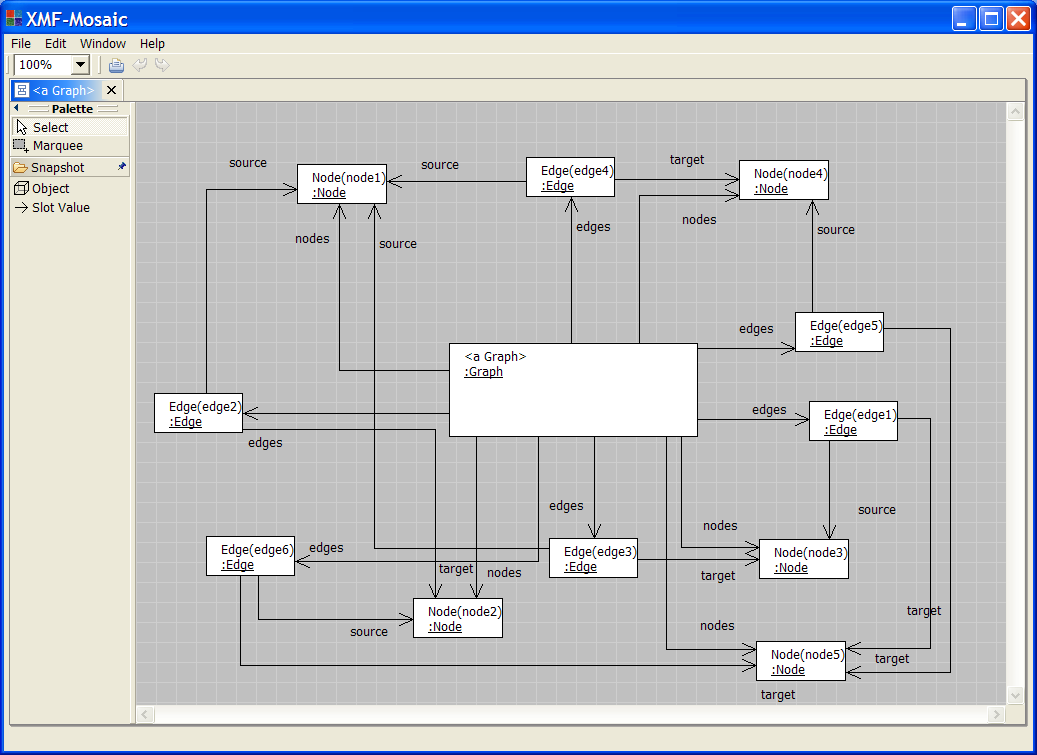 XMF-Mosaic
File Edit Window Help
100%
<a Graph>
Palette
Select
Marquee
Snapshot
Object
Slot Value
source
source
target
Node(node1)
:Node
Edge(edge4)
:Edge
Node(node4)
:Node
nodes
source
edges
nodes
source
edges
Edge(edge5)
:Edge
<a Graph>
:Graph
Edge(edge2)
:Edge
edges
edges
Edge(edge1)
:Edge
edges
source
nodes
Edge(edge6)
:Edge
edges
Edge(edge3)
:Edge
Node(node3)
:Node
target
nodes
target
Node(node2)
:Node
source
target
nodes
Node(node5)
:Node
target
target